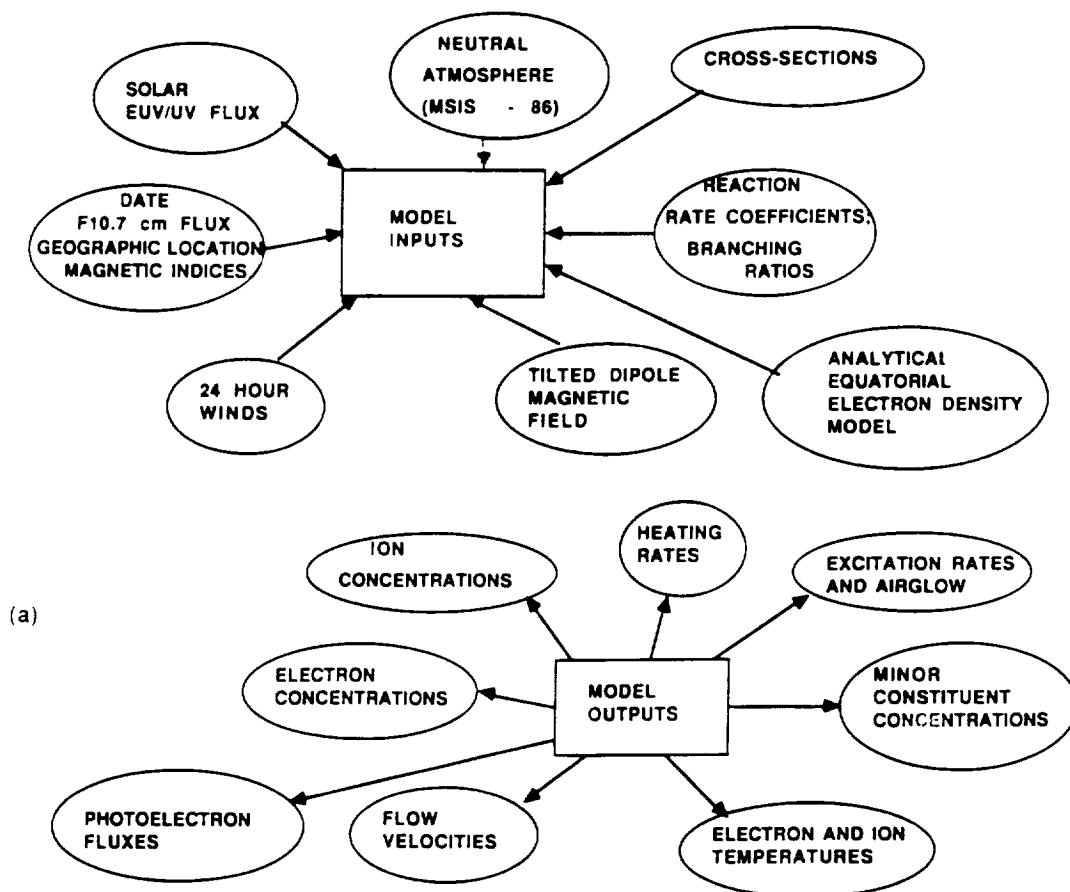 NEUTRAL
ATMOSPHERE
(MSIS - 86)
CROSS-SECTIONS
SOLAR
EUV/UV FLUX
DATE
F10.7 cm FLUX
GEOGRAPHIC LOCATION
MAGNETIC INDICES
MODEL
INPUTS
REACTION
RATE COEFFICIENTS;
BRANCHING
RATIOS
24 HOUR
WINDS
TILTED DIPOLE
MAGNETIC
FIELD
ANALYTICAL
EQUATORIAL
ELECTRON DENSITY
MODEL
(a)
ION
CONCENTRATIONS
HEATING
RATES
EXCITATION RATES
AND AIRGLOW
ELECTRON
CONCENTRATIONS
MODEL
OUTPUTS
MINOR
CONSTITUENT
CONCENTRATIONS
PHOTOELECTRON
FLUXES
FLOW
VELOCITIES
ELECTRON AND ION
TEMPERATURES